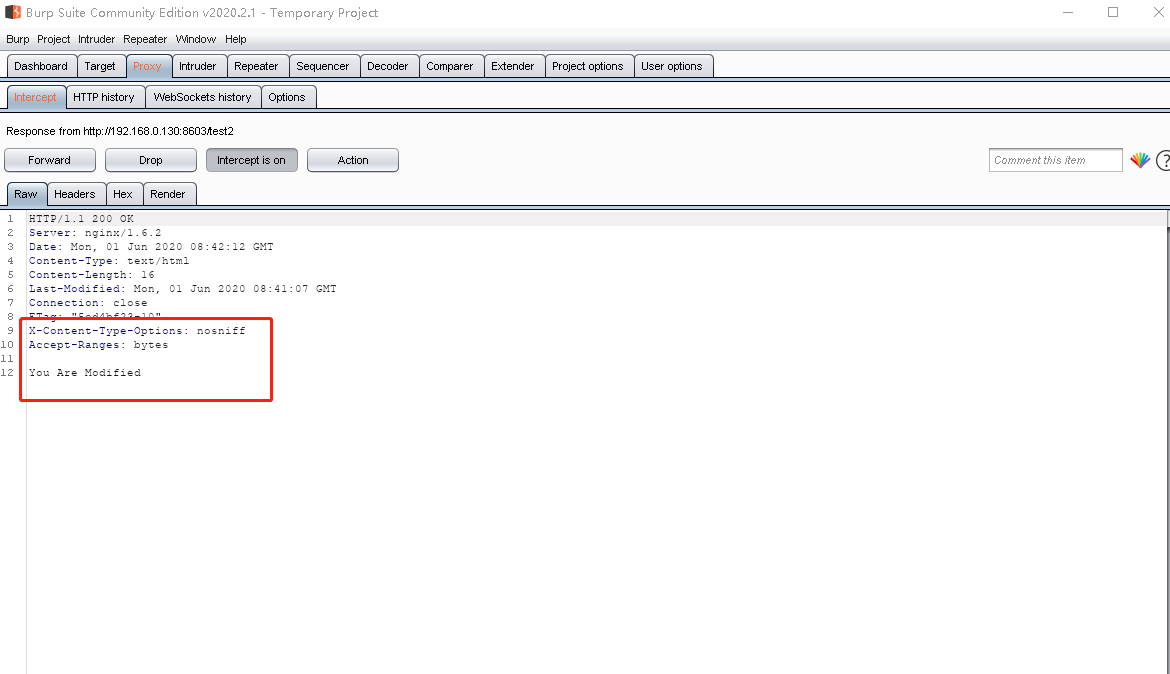 Burp Suite Community Edition v2020.2.1 - Temporary Project
Burp Project Intruder Repeater Window Help
Dashboard Target Proxy Intruder Repeater Sequencer Decoder Comparer Extender Project options User options
Intercept HTTP history WebSockets history Options
Response from http://192.168.0.130:8603/test2
Forward Drop Intercept is on Action Comment this item ?
Raw Headers Hex Render
1 HTTP/1.1 200 OK
2 Server: nginx/1.6.2
3 Date: Mon, 01 Jun 2020 08:42:12 GMT
4 Content-Type: text/html
5 Content-Length: 16
6 Last-Modified: Mon, 01 Jun 2020 08:41:07 GMT
7 Connection: close
8 ETag: "5ed4bf23-10"
9 X-Content-Type-Options: nosniff
10 Accept-Ranges: bytes
11
12 You Are Modified